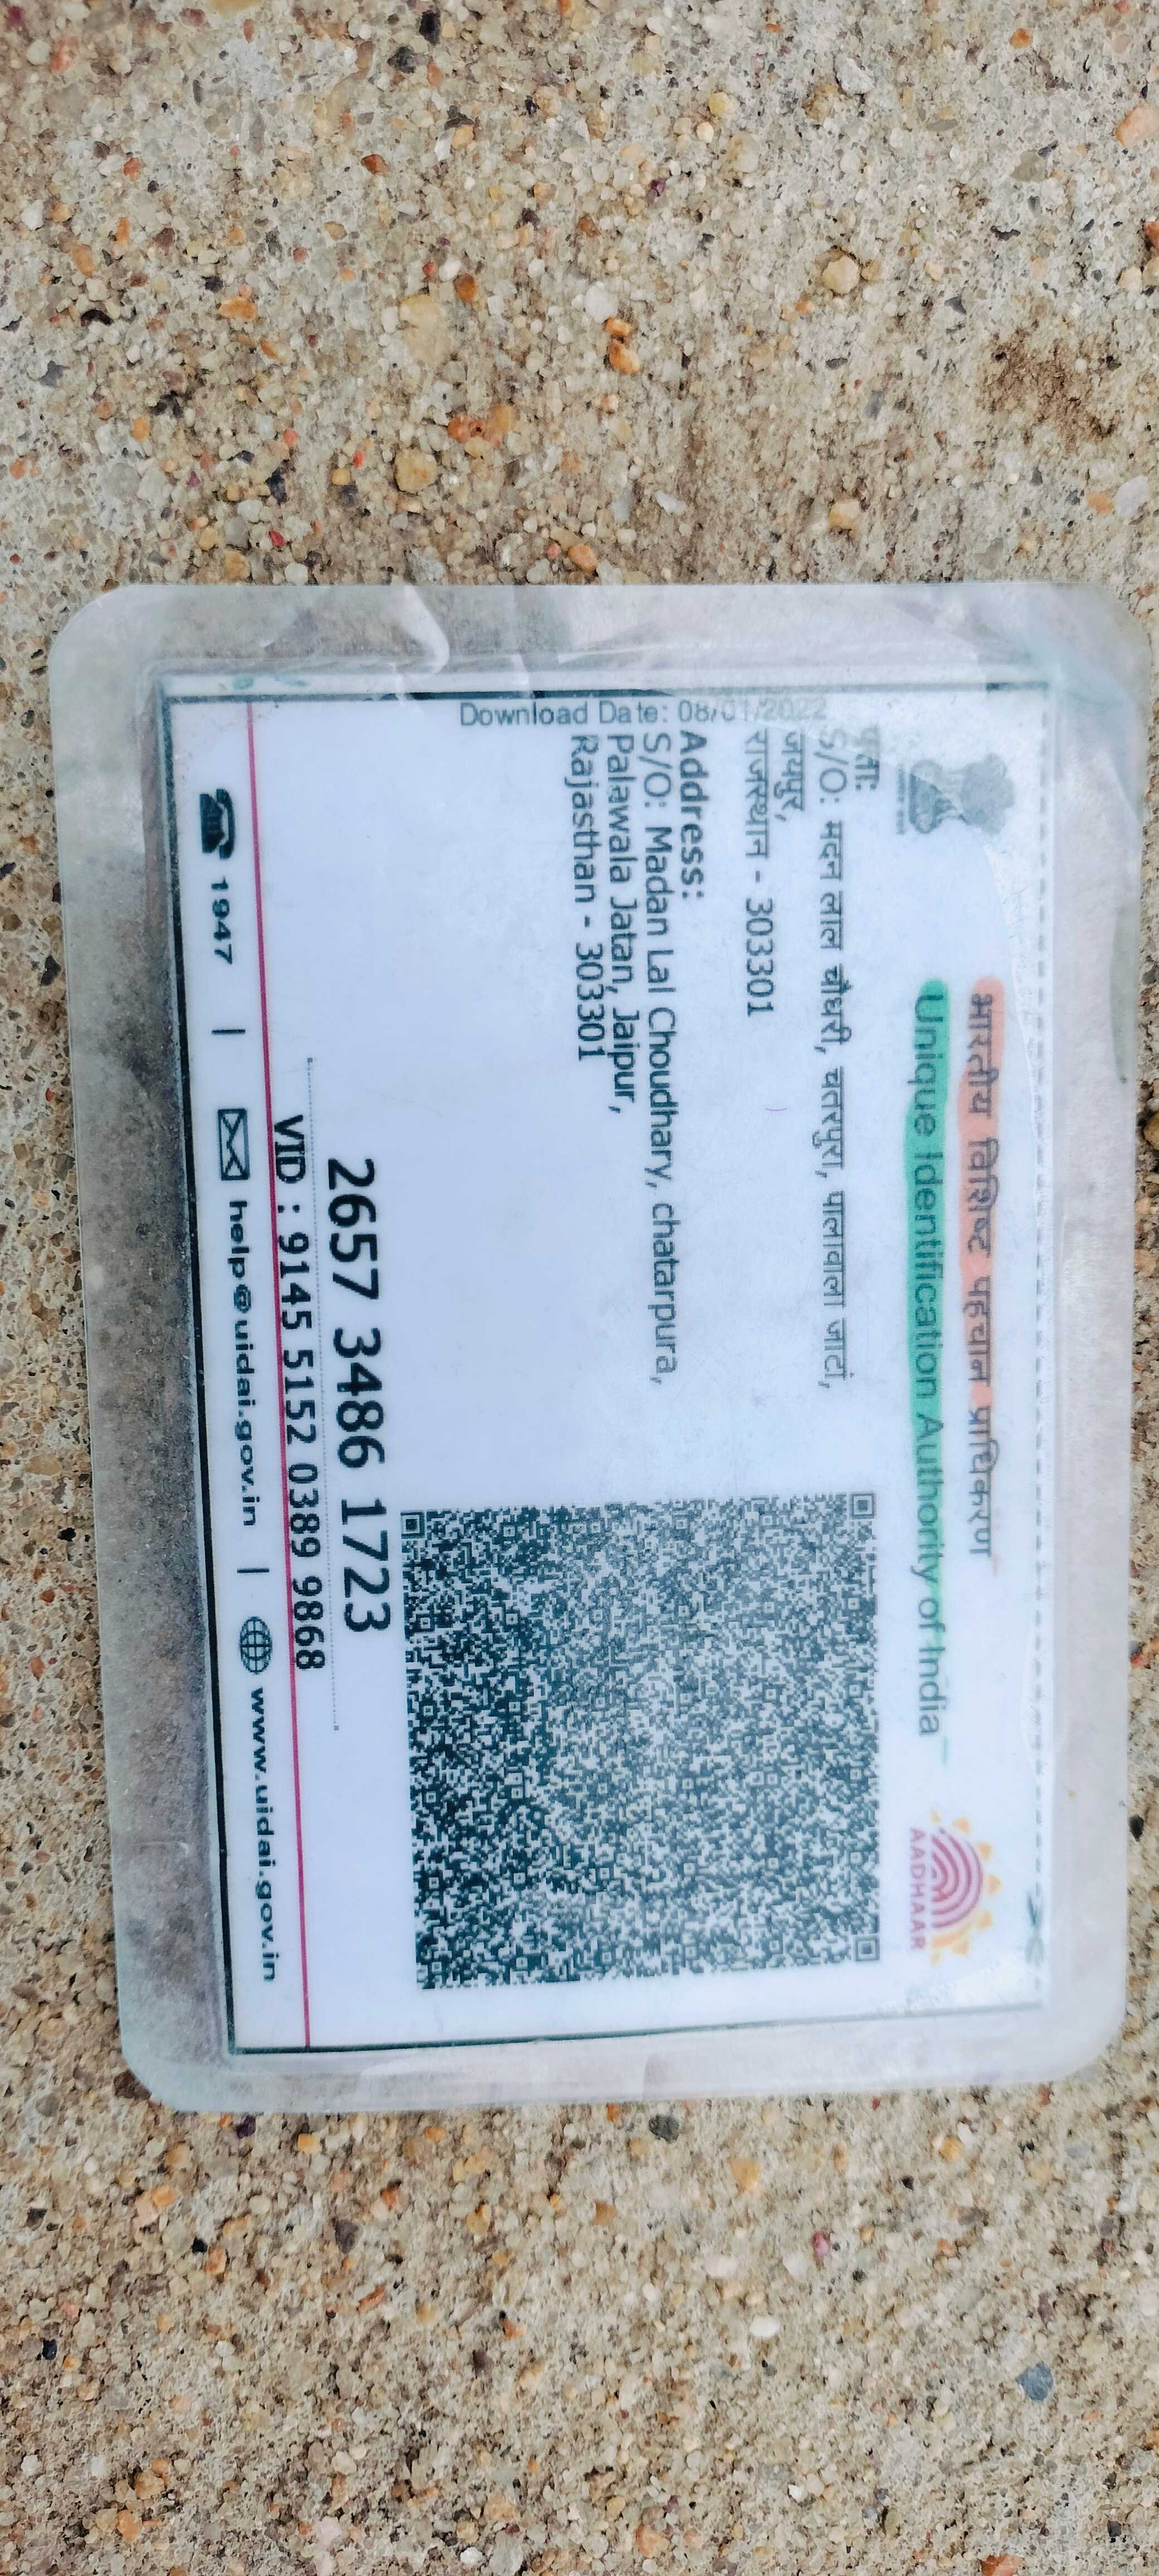 भारतीय विशिष्ट पहचान प्राधिकरण
Unique Identification Authority of India
AADHAAR
Download Date: 08/01/2022
पता:
S/O: मदन लाल चौधरी, चतरपुरा, पालावाला जाटां,
जयपुर,
राजस्थान - 303301
Address:
S/O: Madan Lal Choudhary, chatarpura,
Palawala Jatan, Jaipur,
Rajasthan - 303301
2657 3486 1723
VID : 9145 5152 0389 9868
1947 | help@uidai.gov.in | www.uidai.gov.in